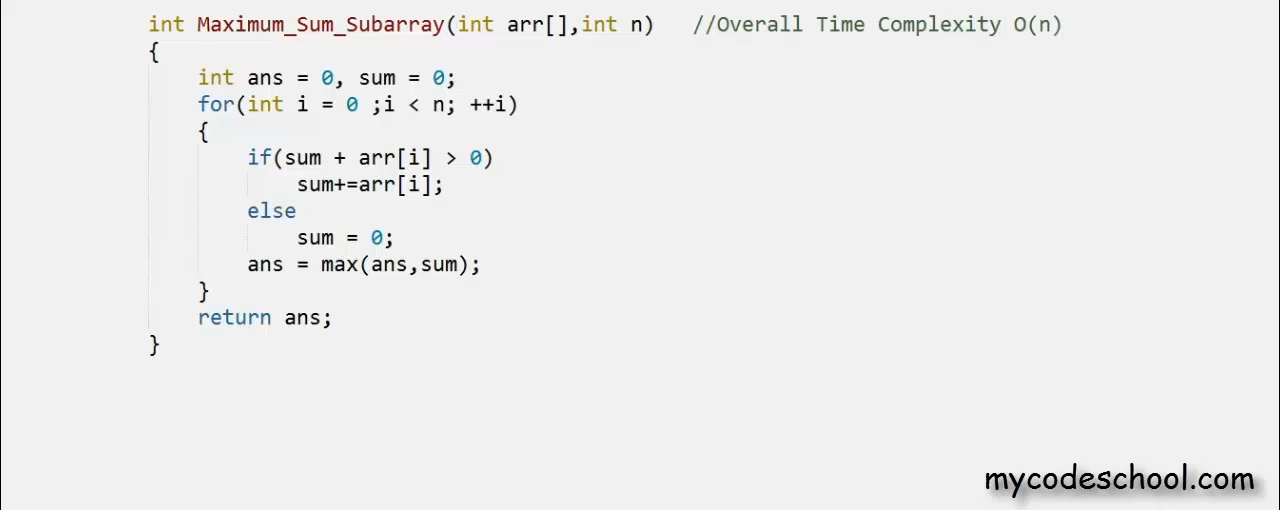 int Maximum_Sum_Subarray(int arr[],int n)   //Overall Time Complexity O(n)
{
    int ans = 0, sum = 0;
    for(int i = 0 ;i < n; ++i)
    {
        if(sum + arr[i] > 0)
            sum+=arr[i];
        else
            sum = 0;
        ans = max(ans,sum);
    }
    return ans;
}
mycodeschool.com